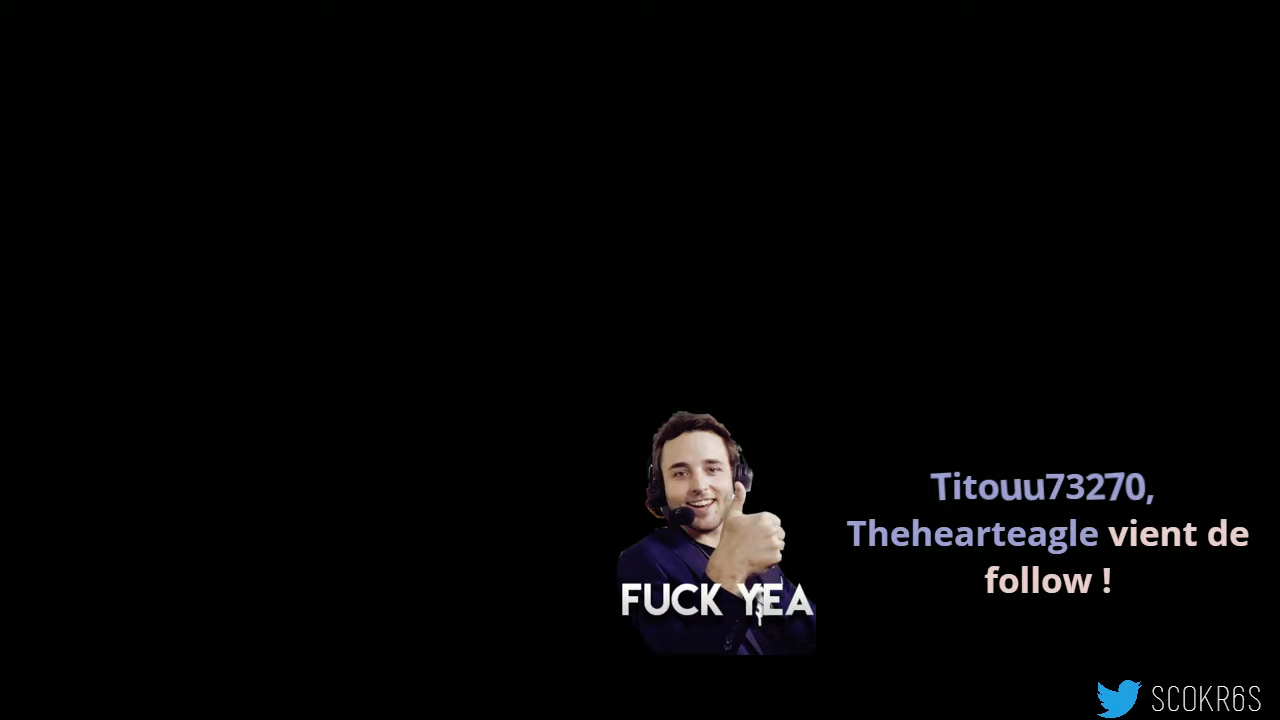 FUCK YEA
Titouu73270,
Thehearteagle vient de
follow !
SCOKR6S